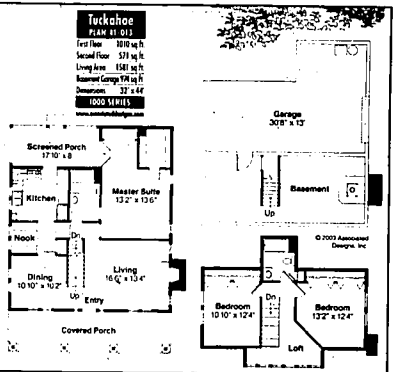 Tuckahoe
PLAN 41-013
First Floor 1010 sq ft
Second Floor 571 sq ft
Living Area 1581 sq ft
Basement Garage 974 sq ft
Dimensions 32' x 44'
1000 SERIES
Screened Porch
17'10" x 8
Kitchen
Master Suite
13'2" x 13'6"
Nook
Dn
Dining
10'10" x 10'2"
Living
16'6" x 13'4"
Up
Entry
Covered Porch
Garage
30'8" x 13'
Basement
Up
© 2003 Associated
Designs, Inc
Bedroom
10'10" x 12'4"
Dn
Bedroom
13'2" x 12'4"
Loft